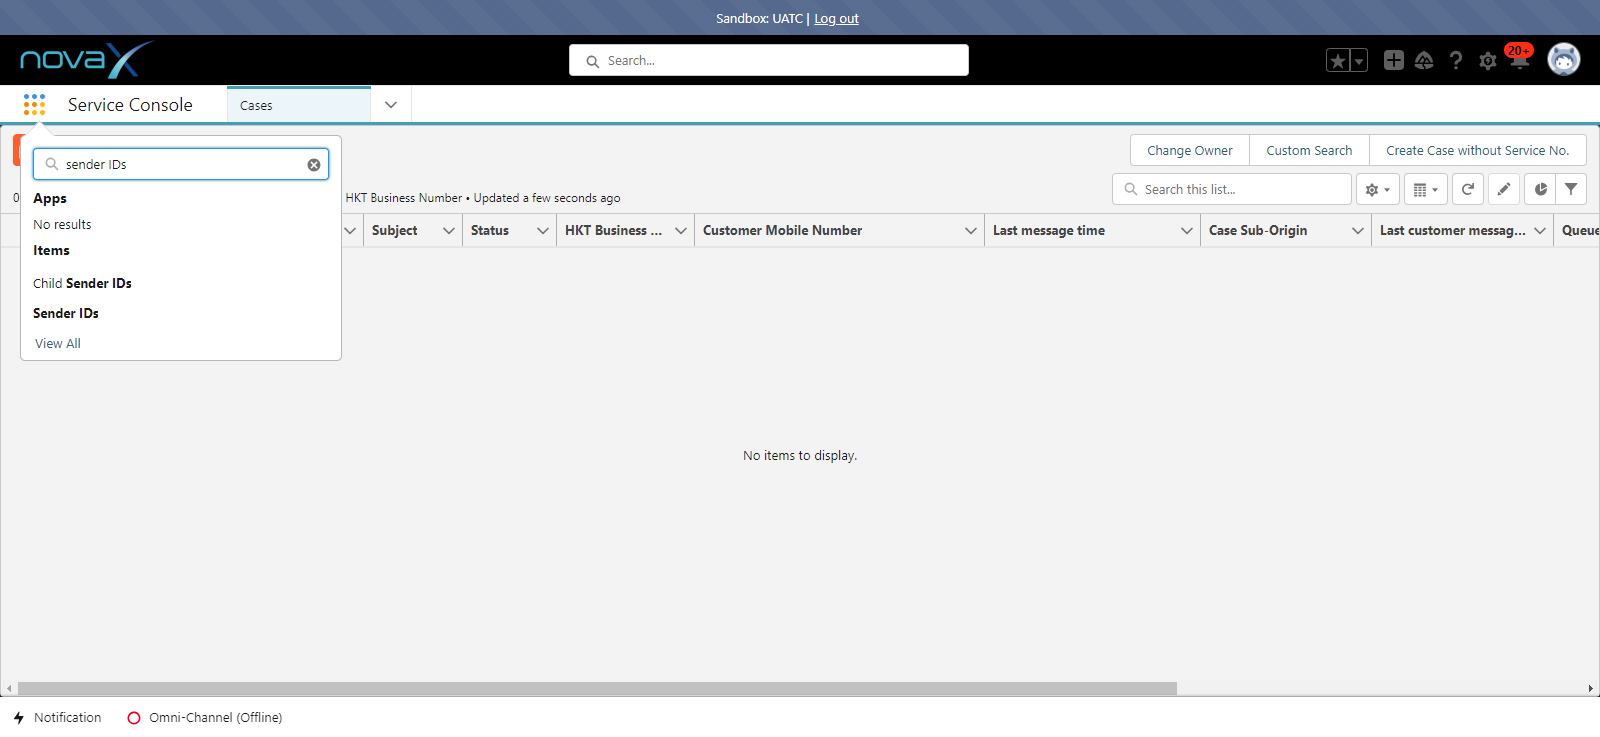 Sandbox: UATC | Log out
novaX
Search...
20+
Service Console
Cases
sender IDs
Apps
No results
Items
Child Sender IDs
Sender IDs
View All
Change Owner
Custom Search
Create Case without Service No.
0
HKT Business Number • Updated a few seconds ago
Search this list...
Subject
Status
HKT Business ...
Customer Mobile Number
Last message time
Case Sub-Origin
Last customer messag...
Queue
No items to display.
Notification
Omni-Channel (Offline)